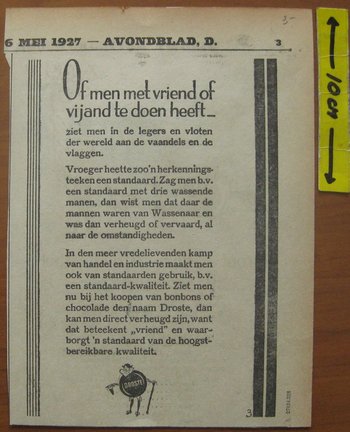 3-
6 MEI 1927 — AVONDBLAD, D.
3
Of men met vriend of
vijand te doen heeft....
ziet men in de legers en vloten
der wereld aan de vaandels en de
vlaggen.
Vroeger heette zoo'n herkennings-
teeken een standaard. Zag men b.v.
een standaard met drie wassende
manen, dan wist men dat daar de
mannen waren van Wassenaar en
was dan verheugd of vervaard, al
naar de omstandigheden.
In den meer vredelievenden kamp
van handel en industrie maakt men
ook van standaarden gebruik, b.v.
een standaard-kwaliteit. Ziet men
nu bij het koopen van bonbons of
chocolade den naam Droste, dan
kan men direct verheugd zijn, want
dat beteekent „vriend" en waar-
borgt 'n standaard van de hoogst-
bereikbare kwaliteit.
DROSTE
3
10cm